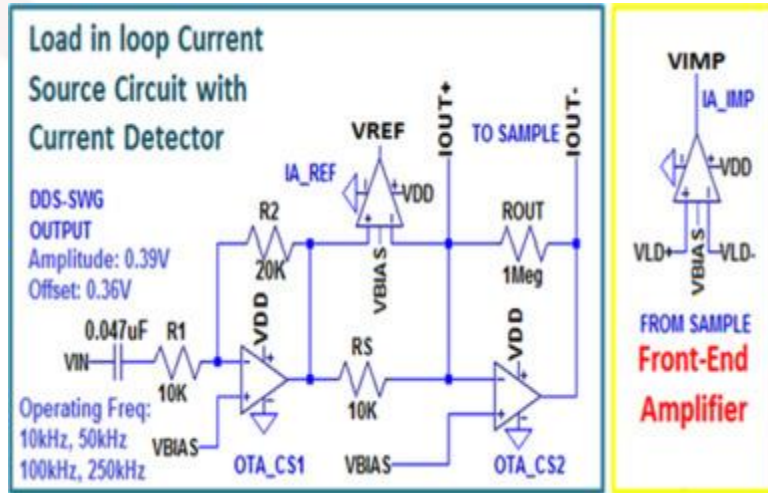 Load in loop Current
Source Circuit with
Current Detector
DDS-SWG
OUTPUT
Amplitude: 0.39V
Offset: 0.36V
VREF
IA_REF
VDD
VBIAS
IOUT+
TO SAMPLE
IOUT-
R2
20K
ROUT
1Meg
0.047uF
R1
VIN
10K
VDD
RS
10K
VDD
Operating Freq:
10kHz, 50kHz
100kHz, 250kHz
VBIAS
OTA_CS1
VBIAS
OTA_CS2
VIMP
IA_IMP
VDD
VLD+
VBIAS
VLD-
FROM SAMPLE
Front-End
Amplifier